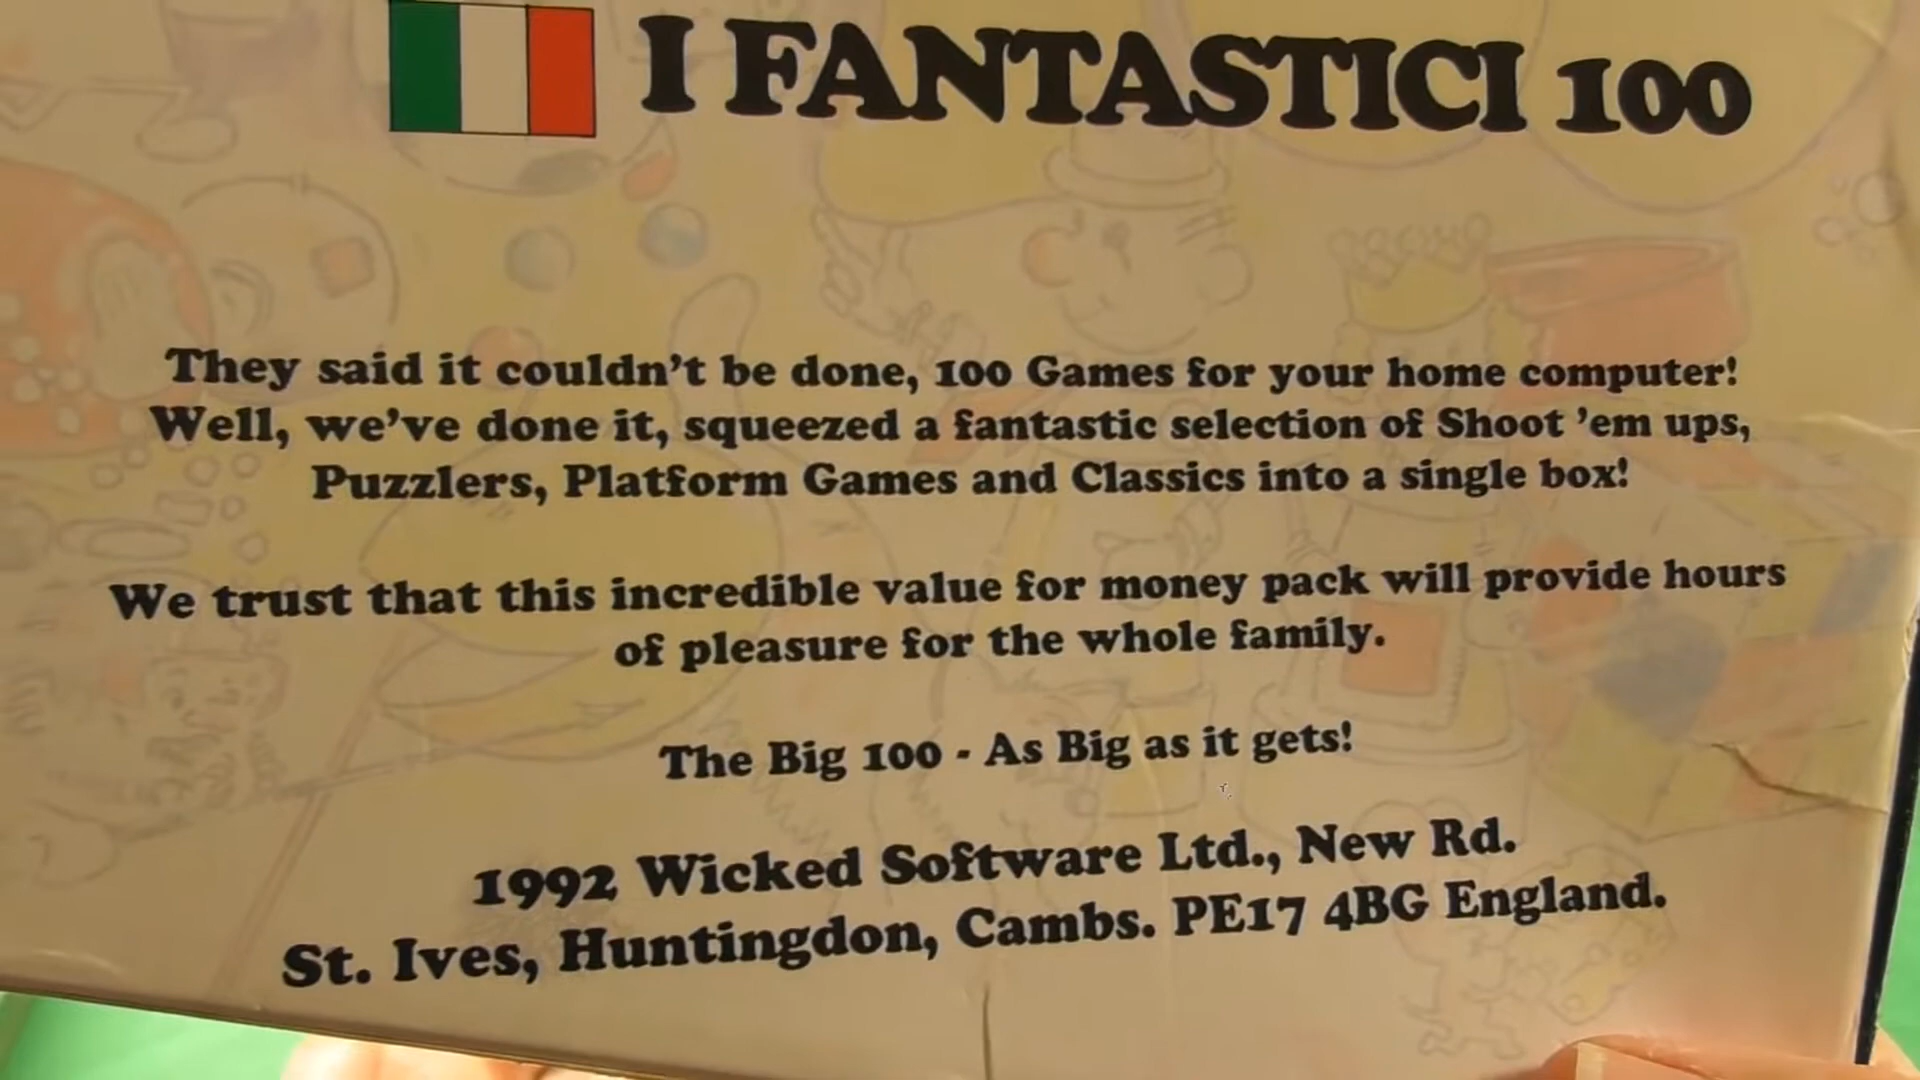 I FANTASTICI 100
They said it couldn't be done, 100 Games for your home computer!
Well, we've done it, squeezed a fantastic selection of Shoot 'em ups,
Puzzlers, Platform Games and Classics into a single box!
We trust that this incredible value for money pack will provide hours
of pleasure for the whole family.
The Big 100 - As Big as it gets!
1992 Wicked Software Ltd., New Rd.
St. Ives, Huntingdon, Cambs. PE17 4BG England.